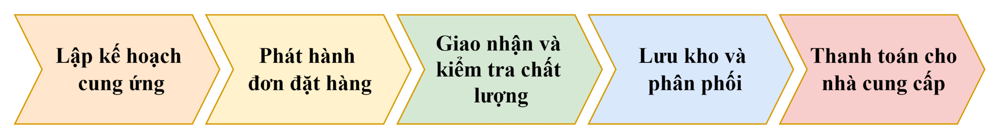 Lập kế hoạch
cung ứng
Phát hành
đơn đặt hàng
Giao nhận và
kiểm tra chất
lượng
Lưu kho và
phân phối
Thanh toán cho
nhà cung cấp